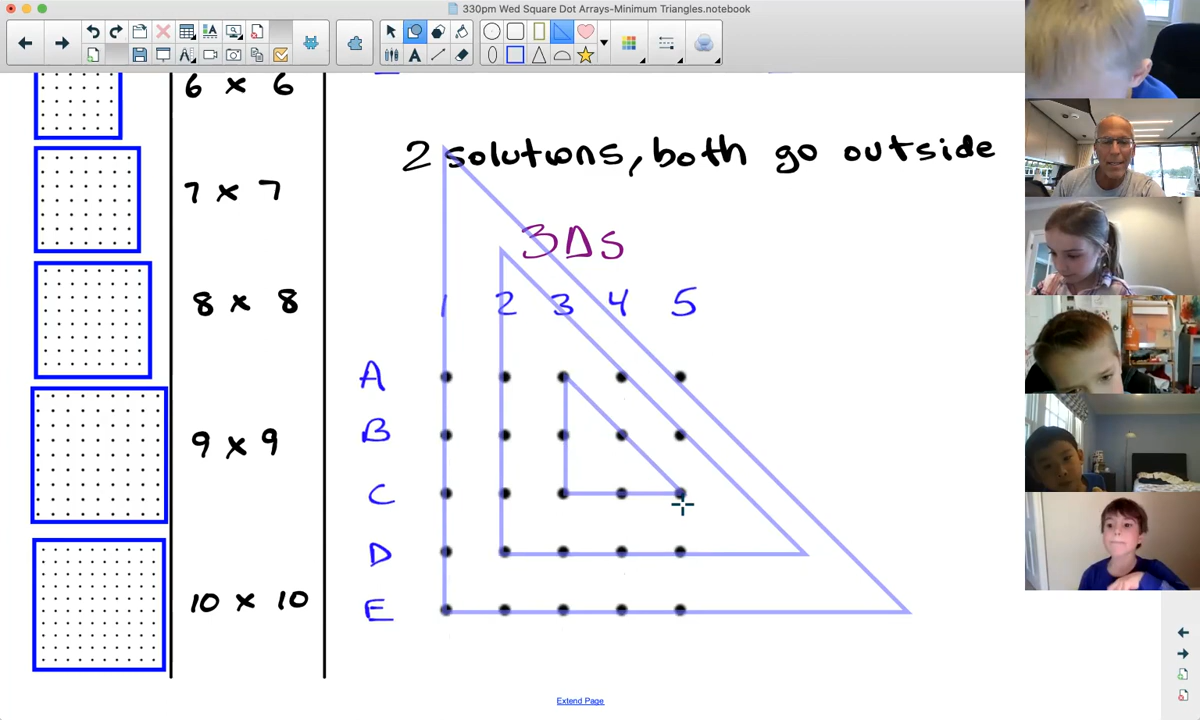 330pm Wed Square Dot Arrays-Minimum Triangles.notebook
6 x 6
2 solutions, both go outside
7 x 7
3 Δs
8 x 8
1 2 3 4 5
A
B
9 x 9
C
D
10 x 10
E
Extend Page